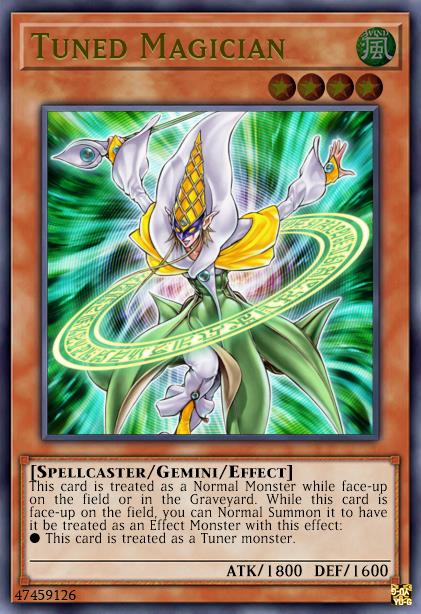 Tuned Magician
WIND
風
[Spellcaster/Gemini/Effect]
This card is treated as a Normal Monster while face-up
on the field or in the Graveyard. While this card is
face-up on the field, you can Normal Summon it to have
it be treated as an Effect Monster with this effect:
● This card is treated as a Tuner monster.
ATK/1800 DEF/1600
47459126